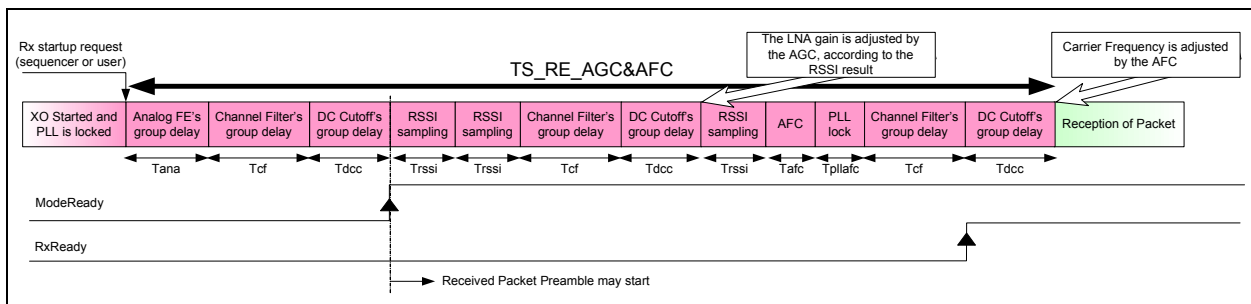 Rx startup request
(sequencer or user)
TS_RE_AGC&AFC
The LNA gain is adjusted by
the AGC, according to the
RSSI result
Carrier Frequency is adjusted
by the AFC
XO Started and
PLL is locked
Analog FE's
group delay
Channel Filter's
group delay
DC Cutoff's
group delay
RSSI
sampling
RSSI
sampling
Channel Filter's
group delay
DC Cutoff's
group delay
RSSI
sampling
AFC
PLL
lock
Channel Filter's
group delay
DC Cutoff's
group delay
Reception of Packet
Tana
Tcf
Tdcc
Trssi
Trssi
Tcf
Tdcc
Trssi
Tafc
Tpllafc
Tcf
Tdcc
ModeReady
RxReady
Received Packet Preamble may start